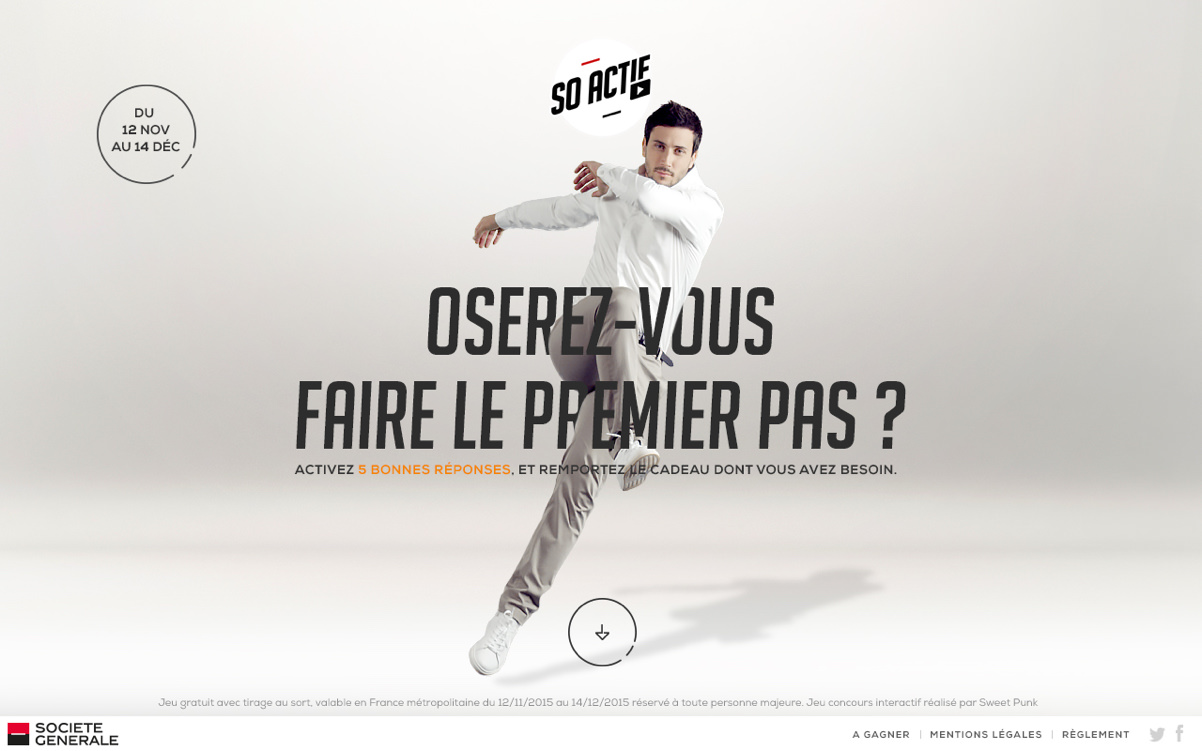 SO ACTIF
DU
12 NOV
AU 14 DÉC
OSEREZ-VOUS
FAIRE LE PREMIER PAS ?
ACTIVEZ 5 BONNES RÉPONSES, ET REMPORTEZ LE CADEAU DONT VOUS AVEZ BESOIN.
Jeu gratuit avec tirage au sort, valable en France métropolitaine du 12/11/2015 au 14/12/2015 réservé à toute personne majeure. Jeu concours interactif réalisé par Sweet Punk
SOCIETE
GENERALE
A GAGNER | MENTIONS LÉGALES | RÈGLEMENT